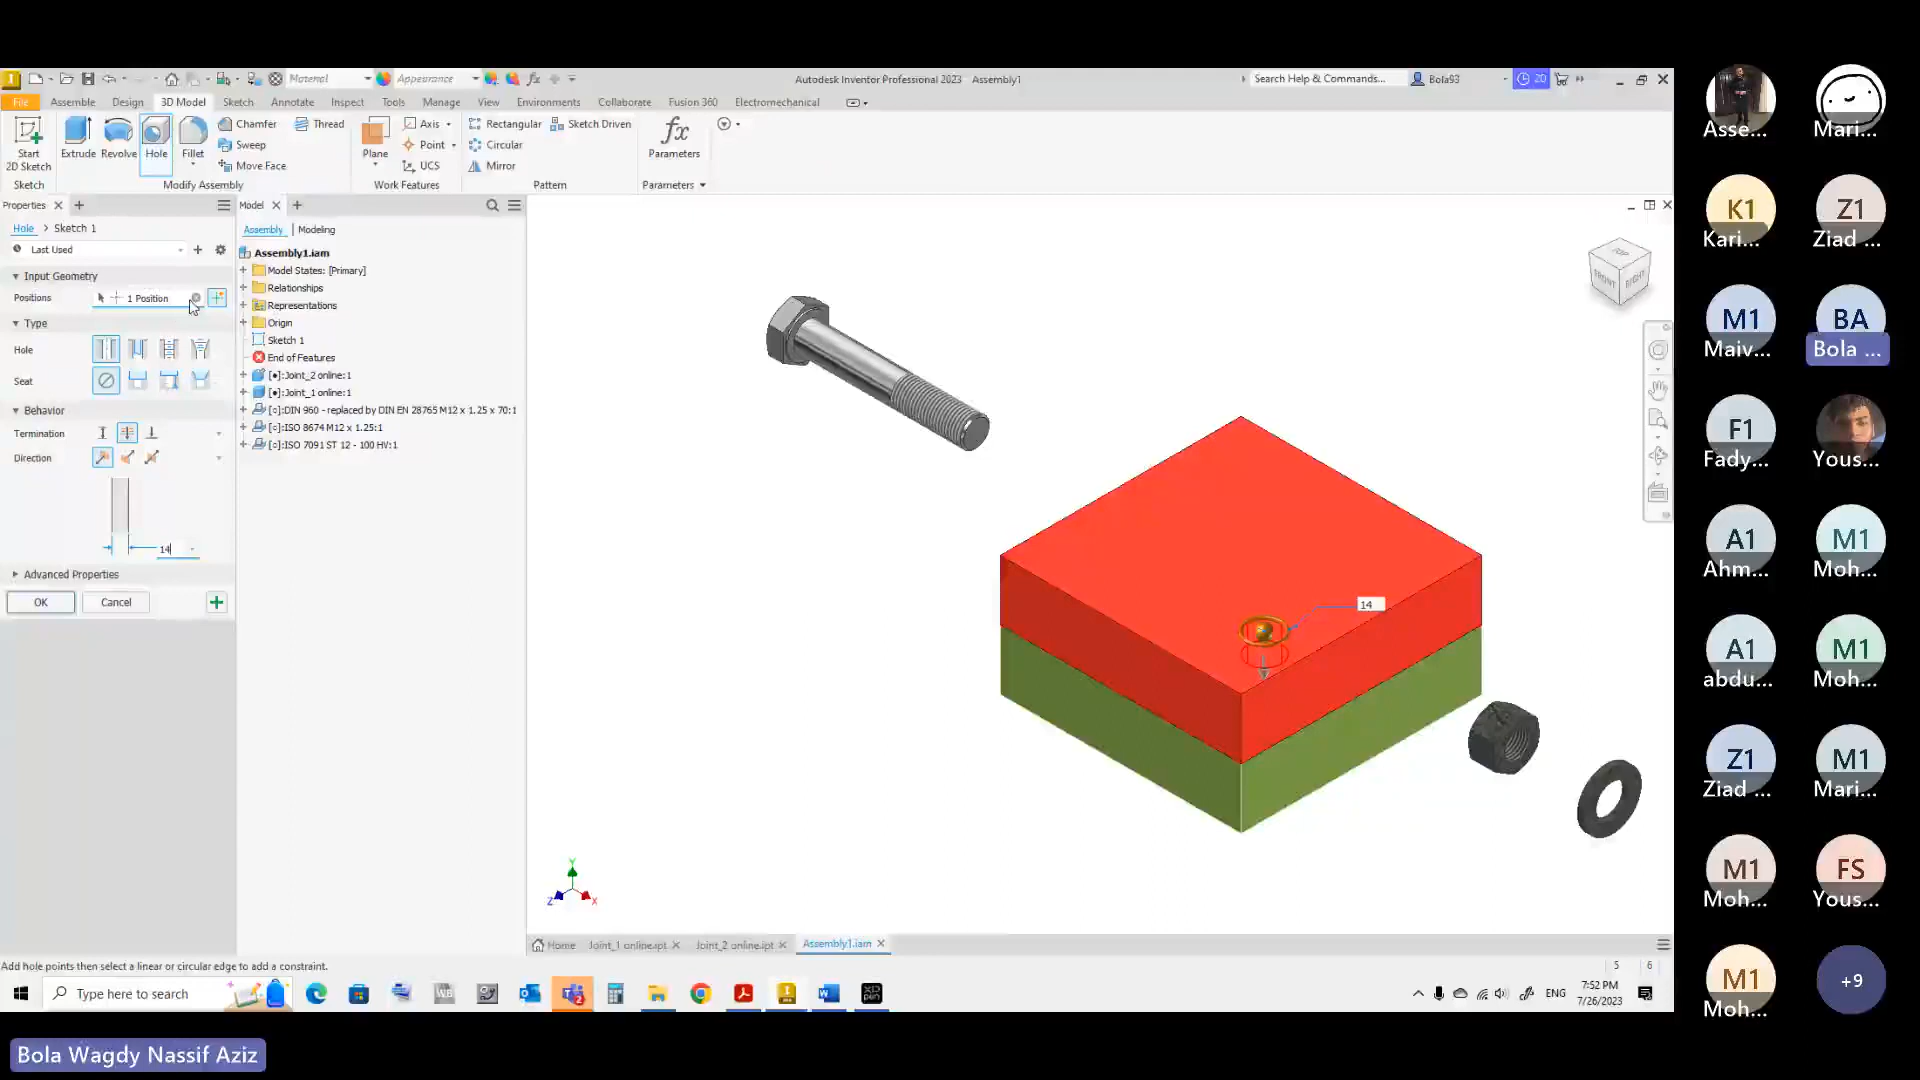 Material
Appearance
Autodesk Inventor Professional 2023 Assembly1
Search Help & Commands...
Bola93
20
File Assemble Design 3D Model Sketch Annotate Inspect Tools Manage View Environments Collaborate Fusion 360 Electromechanical
Start
2D Sketch
Extrude Revolve Hole Fillet
Chamfer Thread
Sweep
Move Face
Plane
Axis
Point
UCS
Rectangular Sketch Driven
Circular
Mirror
fx
Parameters
Sketch Modify Assembly Work Features Pattern Parameters
Properties
Hole > Sketch 1
Last Used
Input Geometry
Positions 1 Position
Type
Hole
Seat
Behavior
Termination
Direction
14
Advanced Properties
OK Cancel
Model
Assembly Modeling
Assembly1.iam
Model States: [Primary]
Relationships
Representations
Origin
Sketch 1
End of Features
[●]:Joint_2 online:1
[●]:Joint_1 online:1
[○]:DIN 960 - replaced by DIN EN 28765 M12 x 1.25 x 70:1
[○]:ISO 8674 M12 x 1.25:1
[○]:ISO 7091 ST 12 - 100 HV:1
TOP
FRONT
RIGHT
14
Y
Z
X
Home Joint_1 online.ipt Joint_2 online.ipt Assembly1.iam
Add hole points then select a linear or circular edge to add a constraint.
5 6
Type here to search
ENG
7:52 PM
7/26/2023
Asse...
Mari...
K1
Kari...
Z1
Ziad ...
M1
Maiv...
BA
Bola ...
F1
Fady...
Yous...
A1
Ahm...
M1
Moh...
A1
abdu...
M1
Moh...
Z1
Ziad ...
M1
Mari...
M1
Moh...
FS
Yous...
M1
Moh...
+9
Bola Wagdy Nassif Aziz